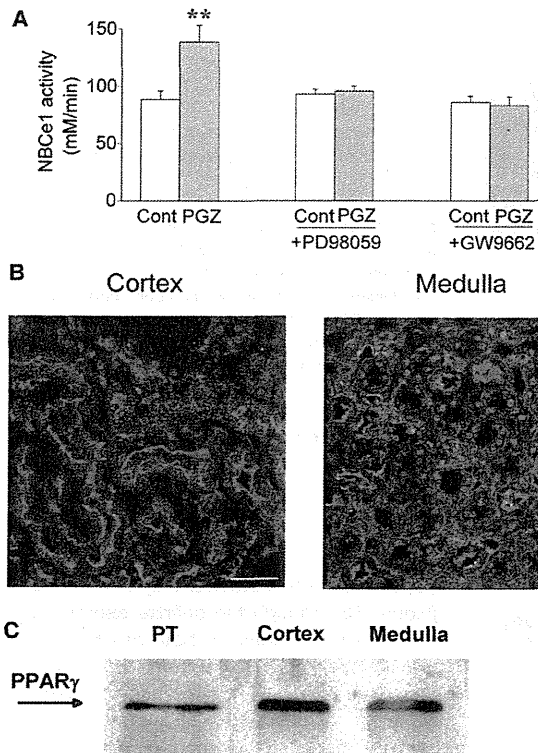 A
150
**
100
50
0
NBCe1 activity
(mM/min)
Cont PGZ
Cont PGZ
Cont PGZ
+PD98059
+GW9662
B
Cortex
Medulla
C
PT
Cortex
Medulla
PPARγ